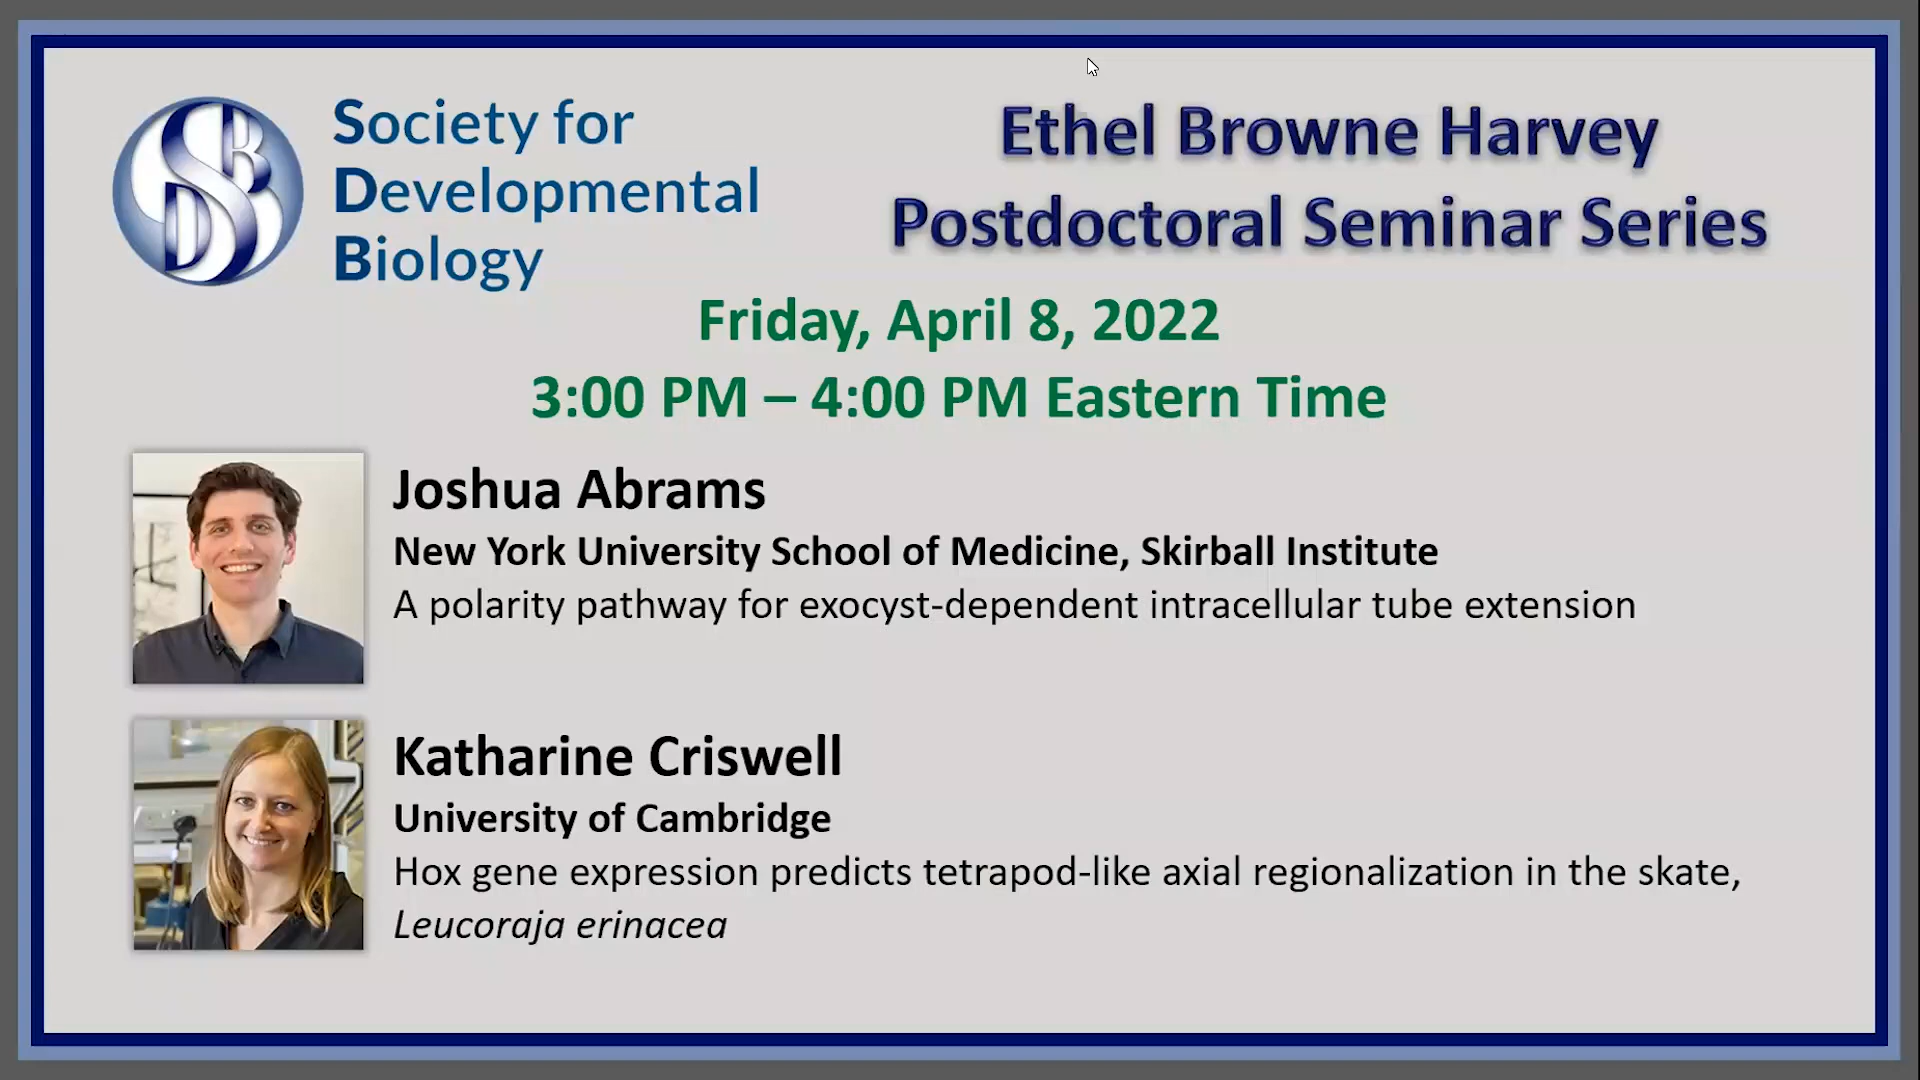 Society for
Developmental
Biology
Ethel Browne Harvey
Postdoctoral Seminar Series
Friday, April 8, 2022
3:00 PM – 4:00 PM Eastern Time
Joshua Abrams
New York University School of Medicine, Skirball Institute
A polarity pathway for exocyst-dependent intracellular tube extension
Katharine Criswell
University of Cambridge
Hox gene expression predicts tetrapod-like axial regionalization in the skate,
Leucoraja erinacea
SDB